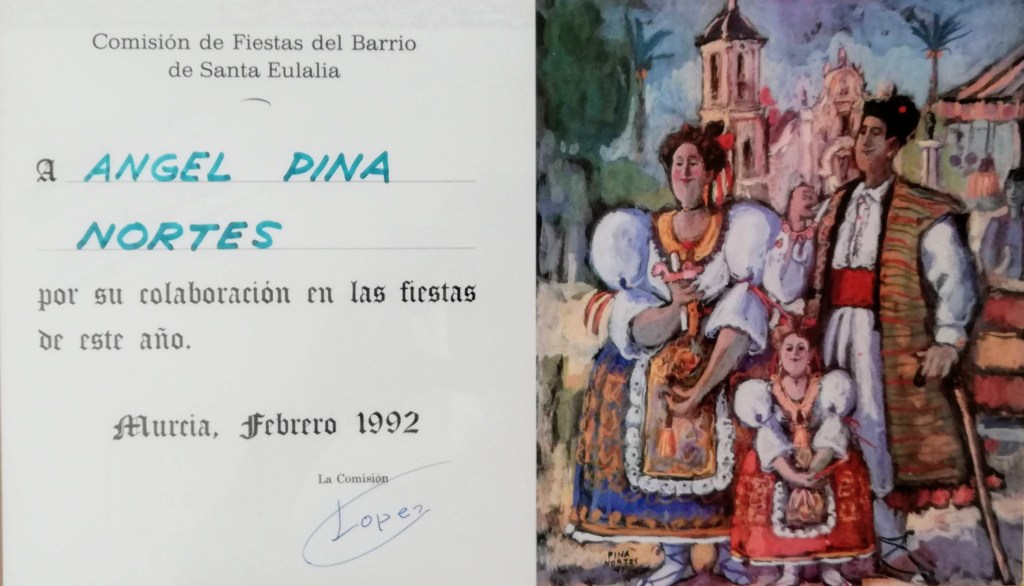 Comisión de Fiestas del Barrio
de Santa Eulalia
A ANGEL PINA
NORTES
por su colaboración en las fiestas
de este año.
Murcia, Febrero 1992
La Comisión
Lopez
PINA
NORTES
91